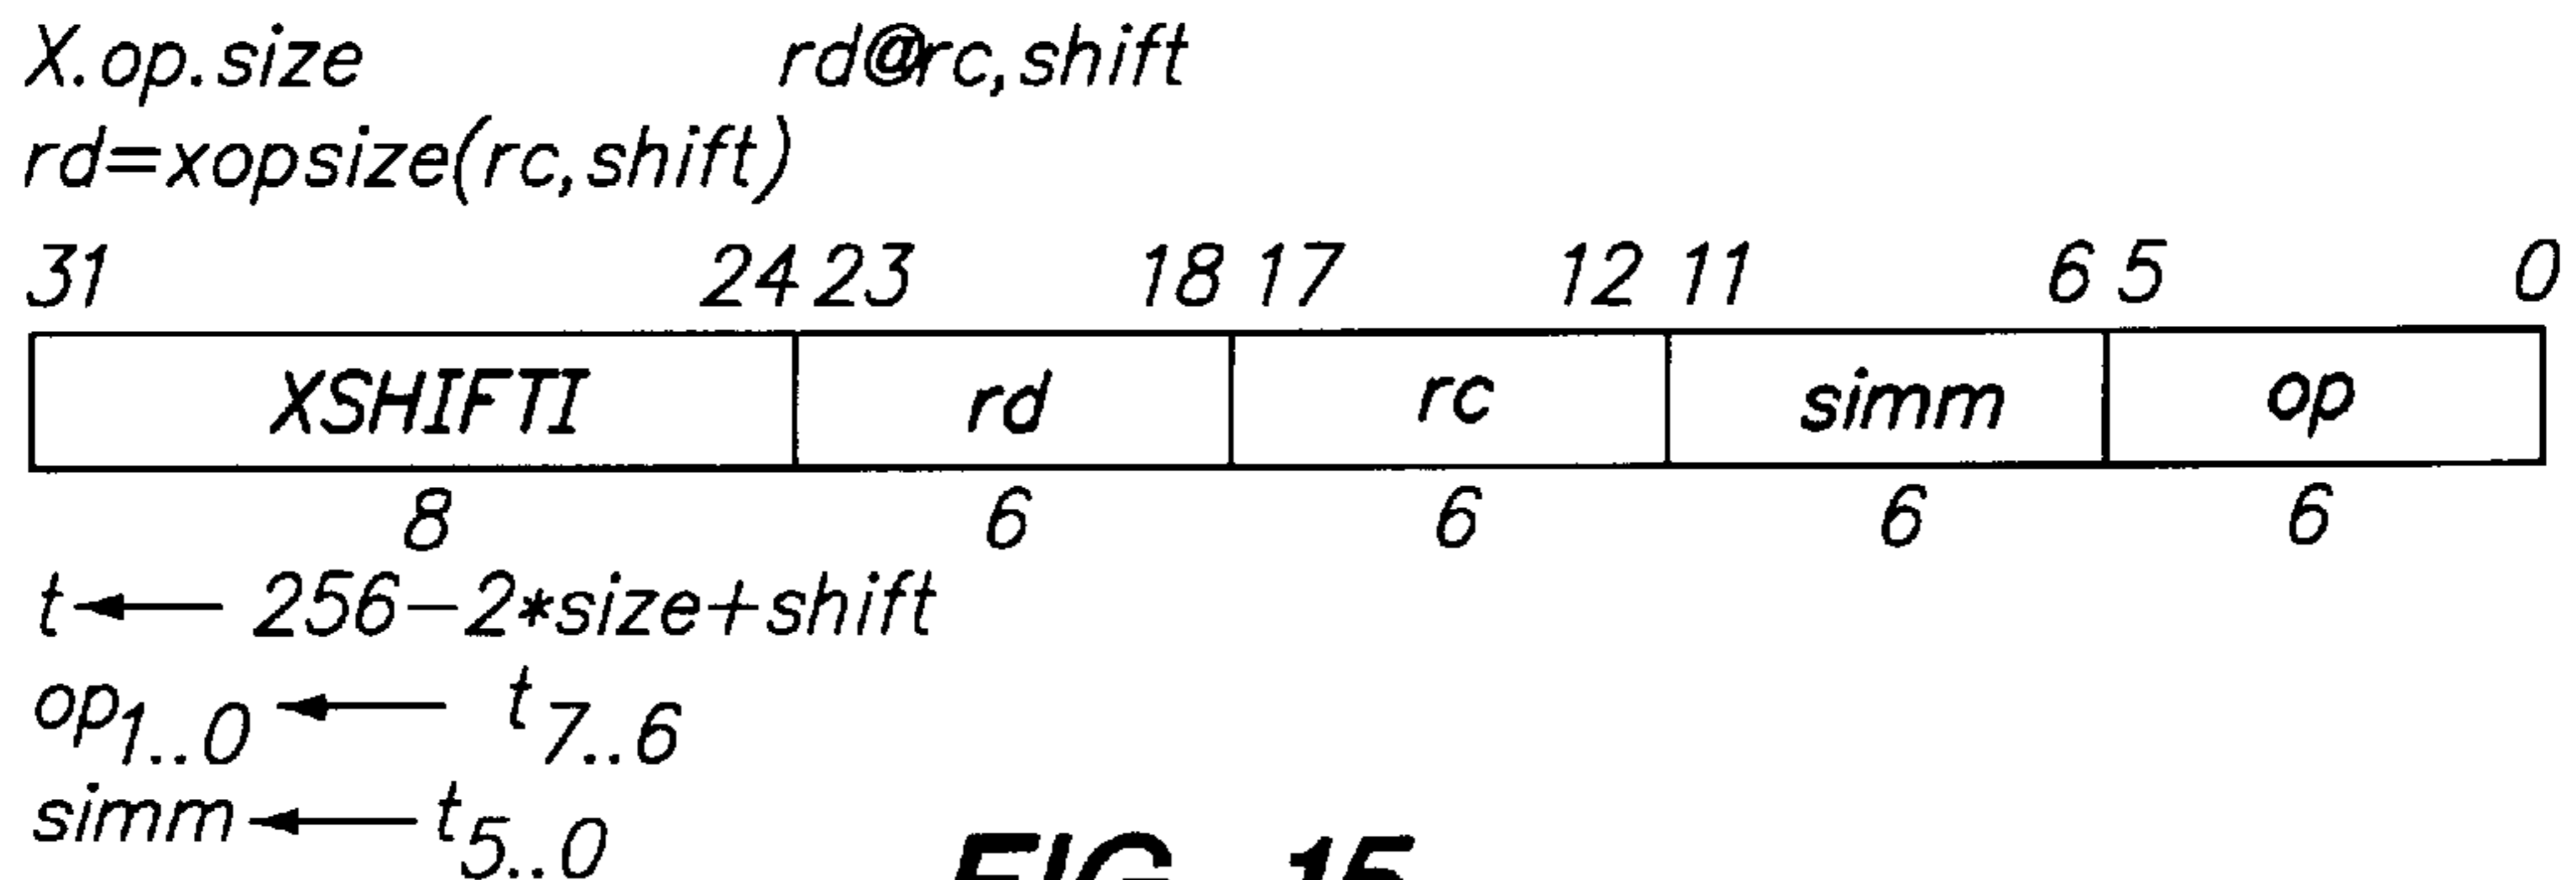 X.op.size rd@rc,shift
rd=xopsize(rc,shift)
31 24 23 18 17 12 11 6 5 0
XSHIFTI rd rc simm op
8 6 6 6 6
t← 256-2*size+shift
op1..0 ← t7..6
simm ← t5..0
FIG. 15